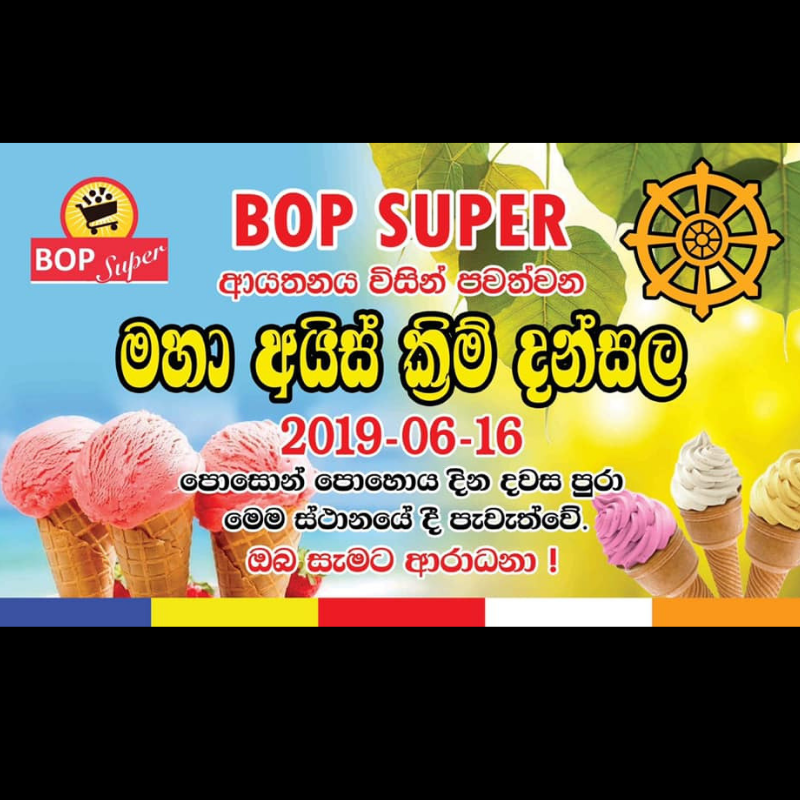 BOP Super
BOP SUPER
ආයතනය විසින් පවත්වන
මහා අයිස් ක්‍රිම් දන්සල
2019-06-16
පොසොන් පොහොය දින දවස පුරා
මෙම ස්ථානයේ දී පැවැත්වේ.
ඔබ සැමට ආරාධනා !